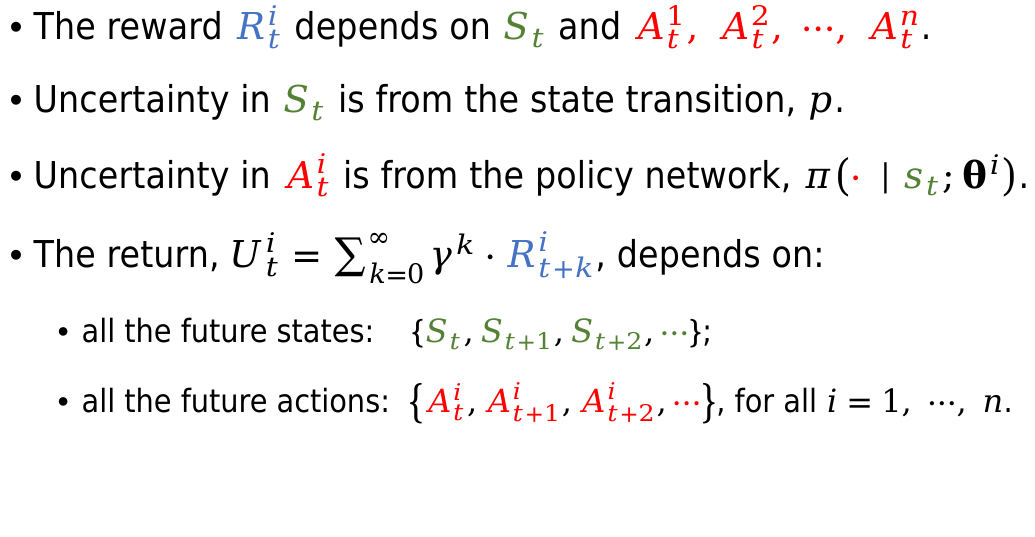 • The reward $R_t^i$ depends on $S_t$ and $A_t^1,\ A_t^2,\ \cdots,\ A_t^n$.
• Uncertainty in $S_t$ is from the state transition, $p$.
• Uncertainty in $A_t^i$ is from the policy network, $\pi(\cdot \mid s_t; \boldsymbol{\theta}^i)$.
• The return, $U_t^i = \sum_{k=0}^{\infty} \gamma^k \cdot R_{t+k}^i$, depends on:
• all the future states: $\{S_t, S_{t+1}, S_{t+2}, \cdots\}$;
• all the future actions: $\{A_t^i, A_{t+1}^i, A_{t+2}^i, \cdots\}$, for all $i = 1,\ \cdots,\ n$.